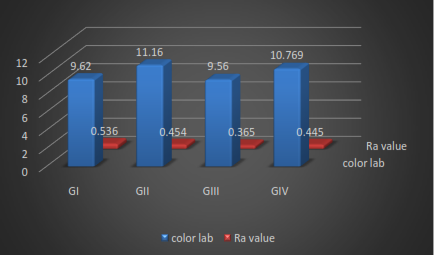 12
10
8
6
4
2
0
9.62
11.16
9.56
10.769
0.536
0.454
0.365
0.445
Ra value
color lab
GI
GII
GIII
GIV
color lab
Ra value